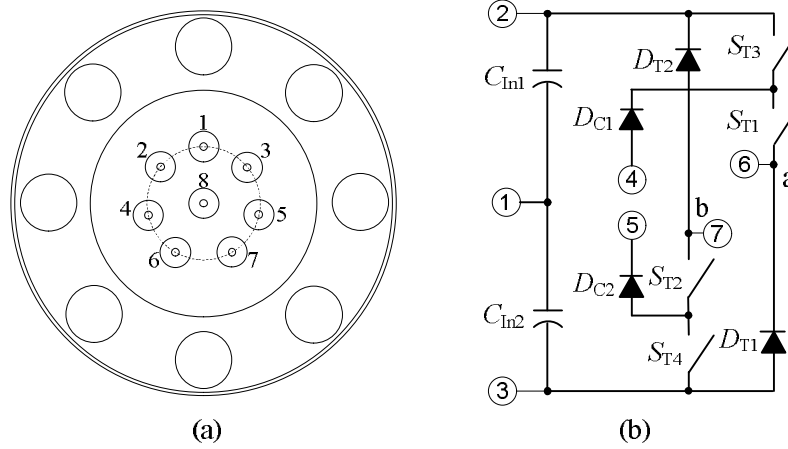 1
2
3
8
4
5
6
7
(a)
2
D_T2
S_T3
C_In1
D_C1
S_T1
4
6
a
1
5
b
7
D_C2
S_T2
C_In2
S_T4
D_T1
3
(b)